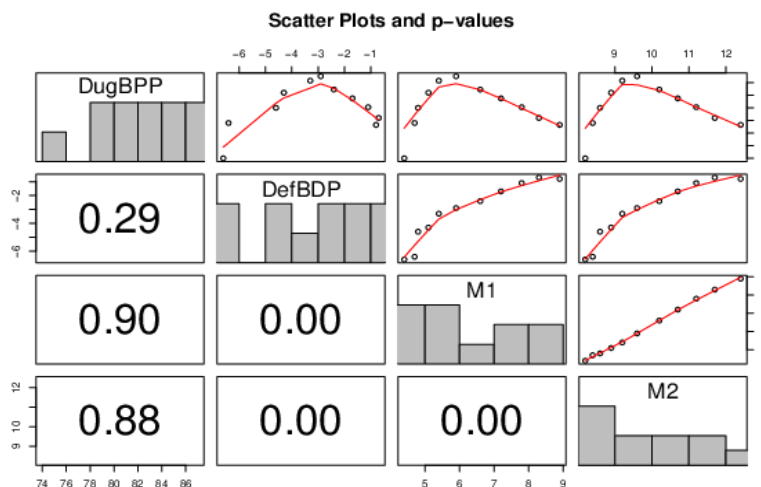 Scatter Plots and p−values
−6 −5 −4 −3 −2 −1
9 10 11 12
DugBPP
DefBDP
−2
−4
−6
0.29
M1
0.90
0.00
M2
12
10
9
0.88
0.00
0.00
74 76 78 80 82 84 86
5 6 7 8 9